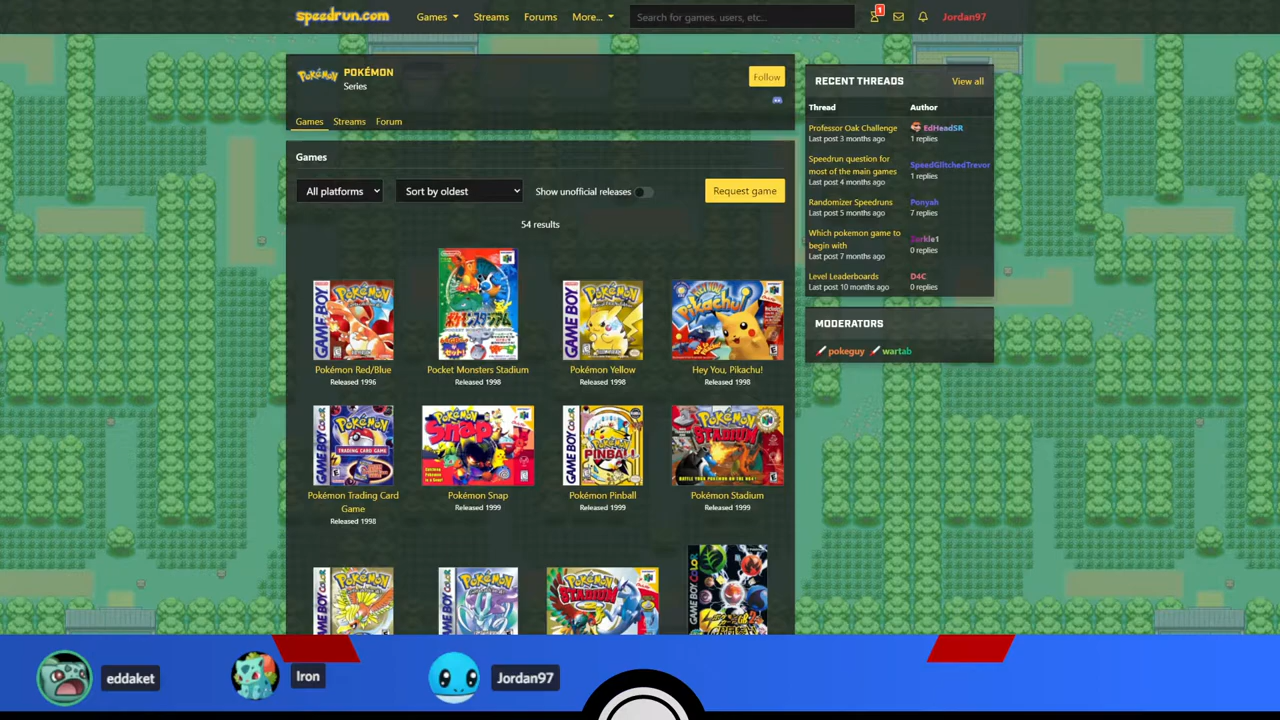 speedrun.com
Games
Streams
Forums
More...
Search for games, users, etc...
1
Jordan97
POKÉMON
Series
Follow
Games
Streams
Forum
Games
All platforms
Sort by oldest
Show unofficial releases
Request game
54 results
Pokémon Red/Blue
Released 1996
Pocket Monsters Stadium
Released 1998
Pokémon Yellow
Released 1998
Hey You, Pikachu!
Released 1998
Pokémon Trading Card
Game
Released 1998
Pokémon Snap
Released 1999
Pokémon Pinball
Released 1999
Pokémon Stadium
Released 1999
RECENT THREADS
View all
Thread
Author
Professor Oak Challenge
Last post 3 months ago
EdHeadSR
1 replies
Speedrun question for
most of the main games
Last post 4 months ago
SpeedGlitchedTrevor
1 replies
Randomizer Speedruns
Last post 5 months ago
Ponyah
7 replies
Which pokemon game to
begin with
Last post 7 months ago
0 replies
Level Leaderboards
Last post 10 months ago
D4C
0 replies
MODERATORS
pokeguy
wartab
eddaket
Iron
Jordan97